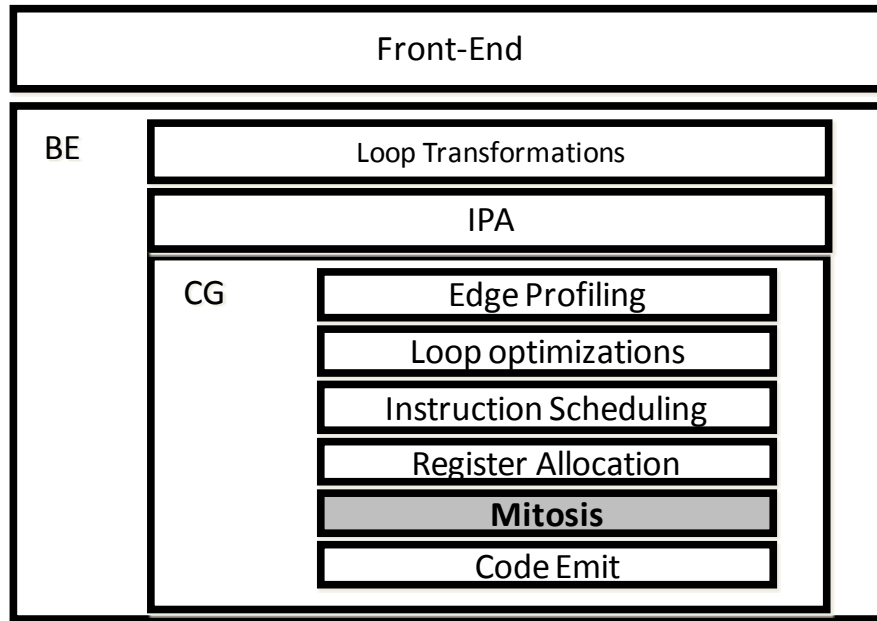 Front-End
BE
Loop Transformations
IPA
CG
Edge Profiling
Loop optimizations
Instruction Scheduling
Register Allocation
Mitosis
Code Emit